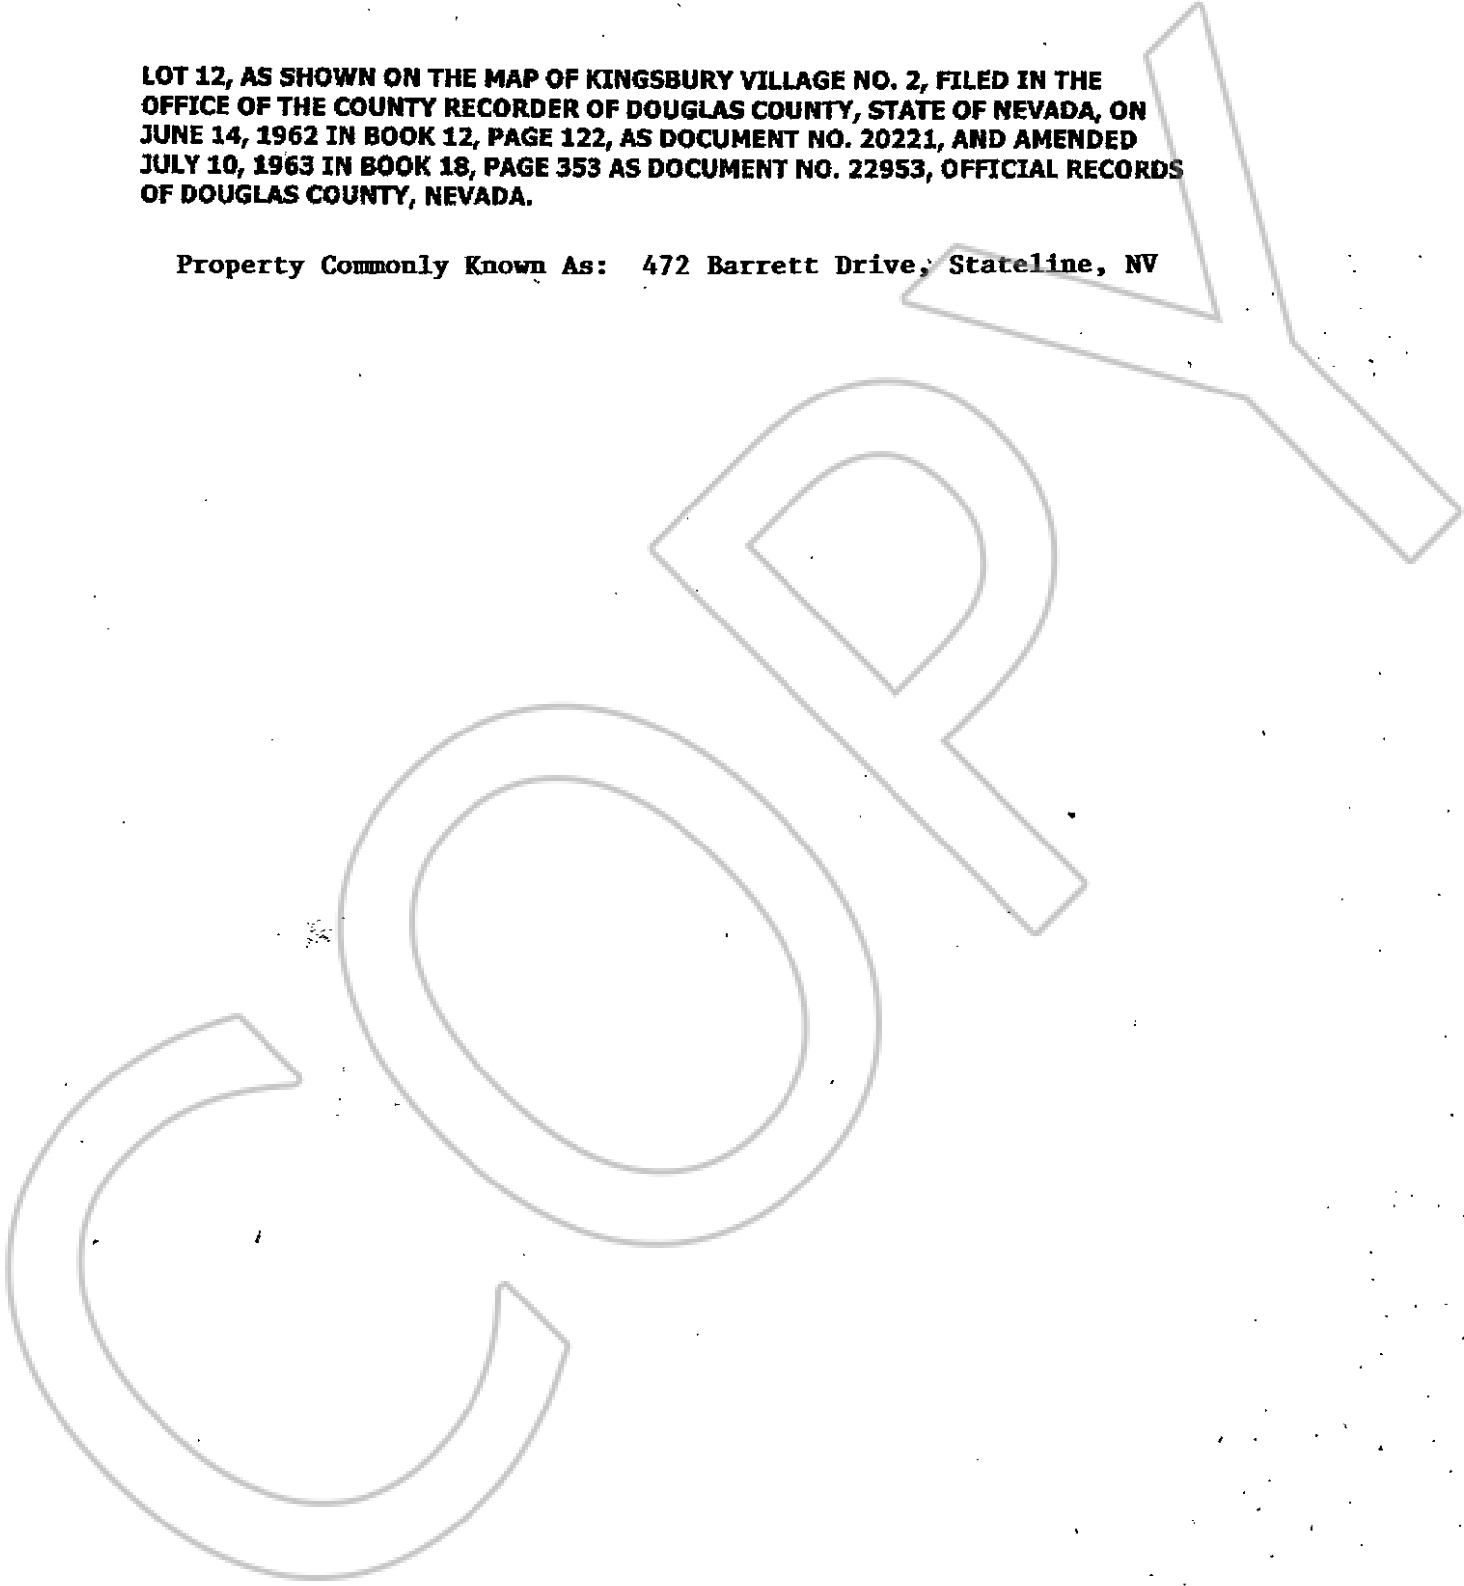 LOT 12, AS SHOWN ON THE MAP OF KINGSBURY VILLAGE NO. 2, FILED IN THE
OFFICE OF THE COUNTY RECORDER OF DOUGLAS COUNTY, STATE OF NEVADA, ON
JUNE 14, 1962 IN BOOK 12, PAGE 122, AS DOCUMENT NO. 20221, AND AMENDED
JULY 10, 1963 IN BOOK 18, PAGE 353 AS DOCUMENT NO. 22953, OFFICIAL RECORDS
OF DOUGLAS COUNTY, NEVADA.
Property Commonly Known As: 472 Barrett Drive, Stateline, NV
COPY